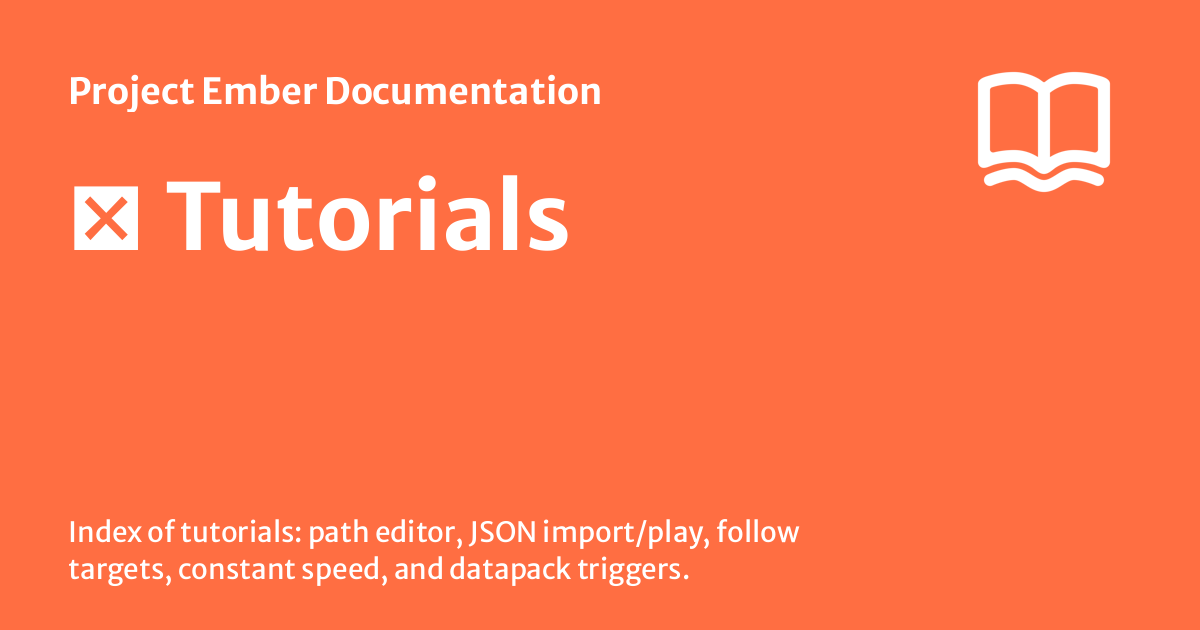 Project Ember Documentation
Tutorials
Index of tutorials: path editor, JSON import/play, follow
targets, constant speed, and datapack triggers.